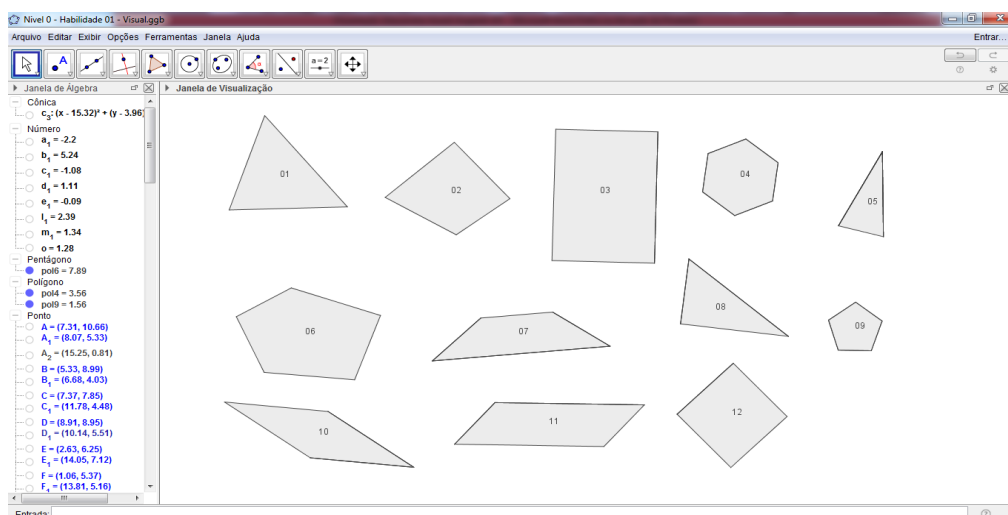 Nivel 0 - Habilidade 01 - Visual.ggb
Arquivo Editar Exibir Opções Ferramentas Janela Ajuda
Entrar...
A
a=2
Janela de Álgebra
Janela de Visualização
Cônica
c₃: (x - 15.32)² + (y - 3.96)
Número
a₁ = -2.2
b₁ = 5.24
c₁ = -1.08
d₁ = 1.11
e₁ = -0.09
l₁ = 2.39
m₁ = 1.34
o = 1.28
Pentágono
pol6 = 7.89
Polígono
pol4 = 3.56
pol9 = 1.56
Ponto
A = (7.31, 10.66)
A₁ = (8.07, 5.33)
A₂ = (15.25, 0.81)
B = (5.33, 8.99)
B₁ = (6.68, 4.03)
C = (7.37, 7.85)
C₁ = (11.78, 4.48)
D = (8.91, 8.95)
D₁ = (10.14, 5.51)
E = (2.63, 6.25)
E₁ = (14.05, 7.12)
F = (1.06, 5.37)
F₁ = (13.81, 5.16)
01
02
03
04
05
06
07
08
09
10
11
12
Entrada: